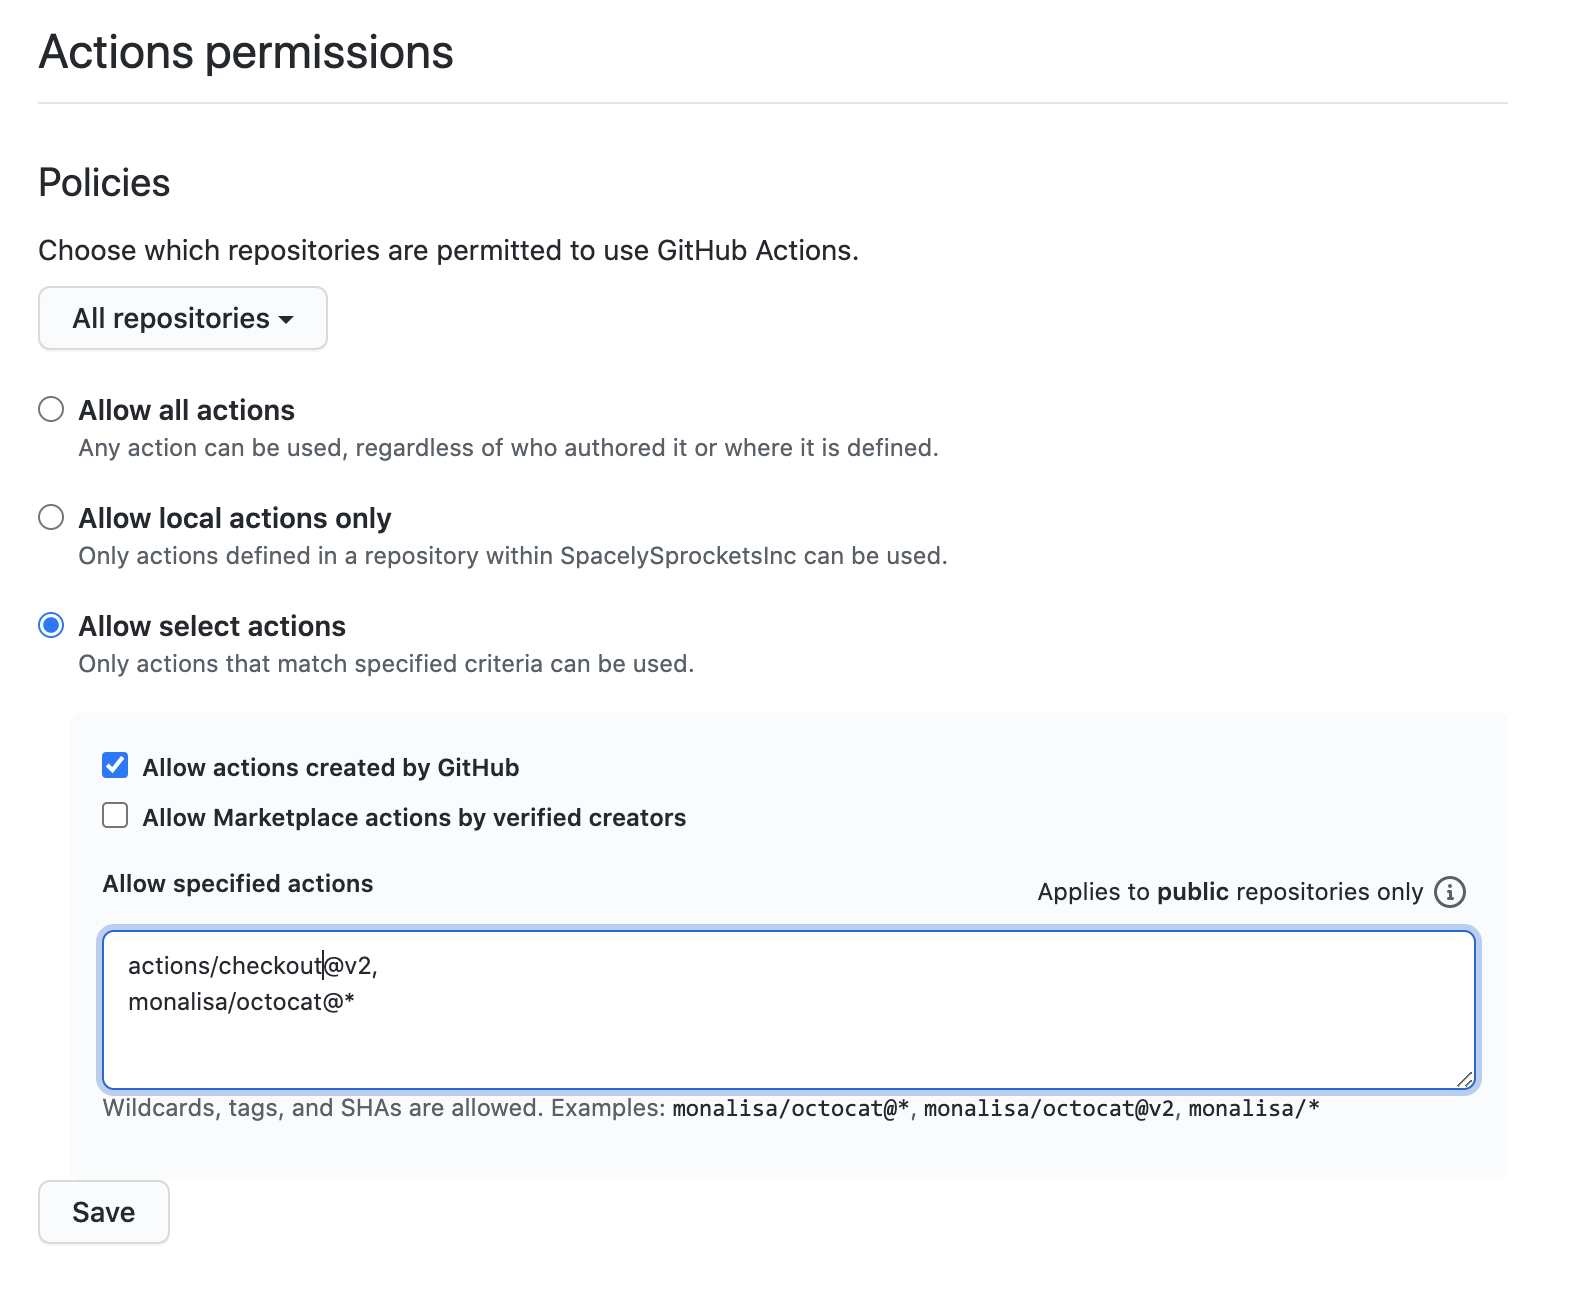 Actions permissions
Policies
Choose which repositories are permitted to use GitHub Actions.
All repositories
Allow all actions
Any action can be used, regardless of who authored it or where it is defined.
Allow local actions only
Only actions defined in a repository within SpacelySprocketsInc can be used.
Allow select actions
Only actions that match specified criteria can be used.
Allow actions created by GitHub
Allow Marketplace actions by verified creators
Allow specified actions
Applies to public repositories only
actions/checkout@v2,
monalisa/octocat@*
Wildcards, tags, and SHAs are allowed. Examples: monalisa/octocat@*, monalisa/octocat@v2, monalisa/*
Save